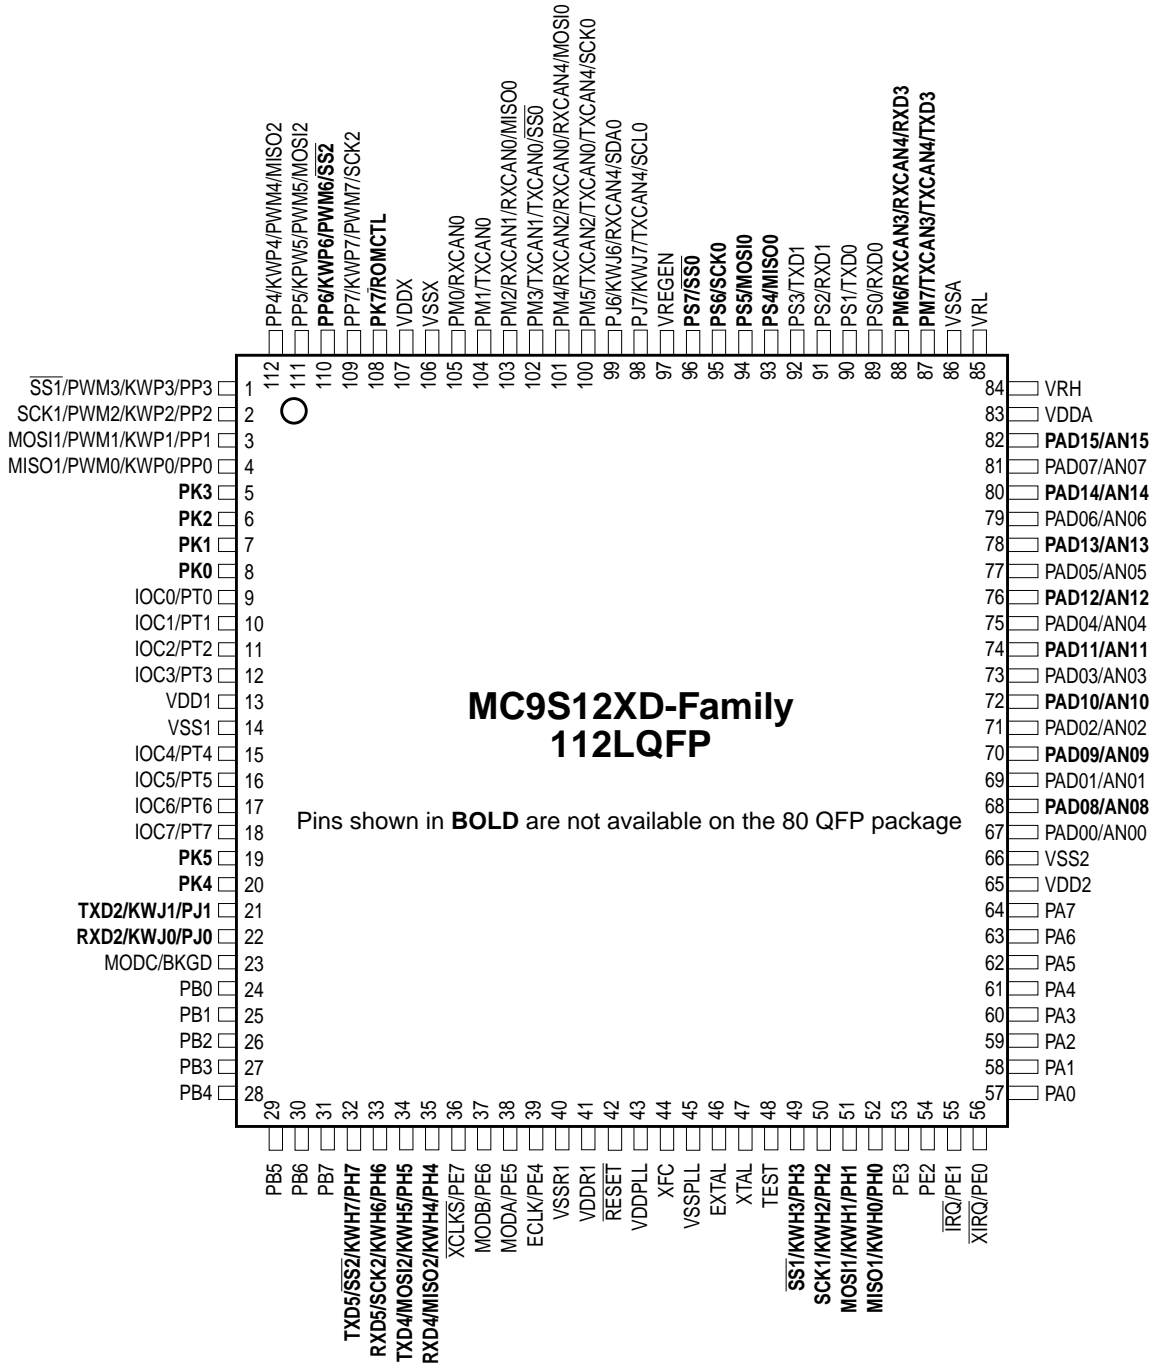 PP4/KWP4/PWM4/MISO2
PP5/KPW5/PWM5/MOSI2
PP6/KWP6/PWM6/SS2
PP7/KWP7/PWM7/SCK2
PK7/ROMCTL
VDDX
VSSX
PM0/RXCAN0
PM1/TXCAN0
PM2/RXCAN1/RXCAN0/MISO0
PM3/TXCAN1/TXCAN0/SS0
PM4/RXCAN2/RXCAN0/RXCAN4/MOSI0
PM5/TXCAN2/TXCAN0/TXCAN4/SCK0
PJ6/KWJ6/RXCAN4/SDA0
PJ7/KWJ7/TXCAN4/SCL0
VREGEN
PS7/SS0
PS6/SCK0
PS5/MOSI0
PS4/MISO0
PS3/TXD1
PS2/RXD1
PS1/TXD0
PS0/RXD0
PM6/RXCAN3/RXCAN4/RXD3
PM7/TXCAN3/TXCAN4/TXD3
VSSA
VRL
112
111
110
109
108
107
106
105
104
103
102
101
100
99
98
97
96
95
94
93
92
91
90
89
88
87
86
85
SS1/PWM3/KWP3/PP3 1
SCK1/PWM2/KWP2/PP2 2
MOSI1/PWM1/KWP1/PP1 3
MISO1/PWM0/KWP0/PP0 4
PK3 5
PK2 6
PK1 7
PK0 8
IOC0/PT0 9
IOC1/PT1 10
IOC2/PT2 11
IOC3/PT3 12
VDD1 13
VSS1 14
IOC4/PT4 15
IOC5/PT5 16
IOC6/PT6 17
IOC7/PT7 18
PK5 19
PK4 20
TXD2/KWJ1/PJ1 21
RXD2/KWJ0/PJ0 22
MODC/BKGD 23
PB0 24
PB1 25
PB2 26
PB3 27
PB4 28
MC9S12XD-Family
112LQFP
Pins shown in BOLD are not available on the 80 QFP package
84 VRH
83 VDDA
82 PAD15/AN15
81 PAD07/AN07
80 PAD14/AN14
79 PAD06/AN06
78 PAD13/AN13
77 PAD05/AN05
76 PAD12/AN12
75 PAD04/AN04
74 PAD11/AN11
73 PAD03/AN03
72 PAD10/AN10
71 PAD02/AN02
70 PAD09/AN09
69 PAD01/AN01
68 PAD08/AN08
67 PAD00/AN00
66 VSS2
65 VDD2
64 PA7
63 PA6
62 PA5
61 PA4
60 PA3
59 PA2
58 PA1
57 PA0
29
30
31
32
33
34
35
36
37
38
39
40
41
42
43
44
45
46
47
48
49
50
51
52
53
54
55
56
PB5
PB6
PB7
TXD5/SS2/KWH7/PH7
RXD5/SCK2/KWH6/PH6
TXD4/MOSI2/KWH5/PH5
RXD4/MISO2/KWH4/PH4
XCLKS/PE7
MODB/PE6
MODA/PE5
ECLK/PE4
VSSR1
VDDR1
RESET
VDDPLL
XFC
VSSPLL
EXTAL
XTAL
TEST
SS1/KWH3/PH3
SCK1/KWH2/PH2
MOSI1/KWH1/PH1
MISO1/KWH0/PH0
PE3
PE2
IRQ/PE1
XIRQ/PE0